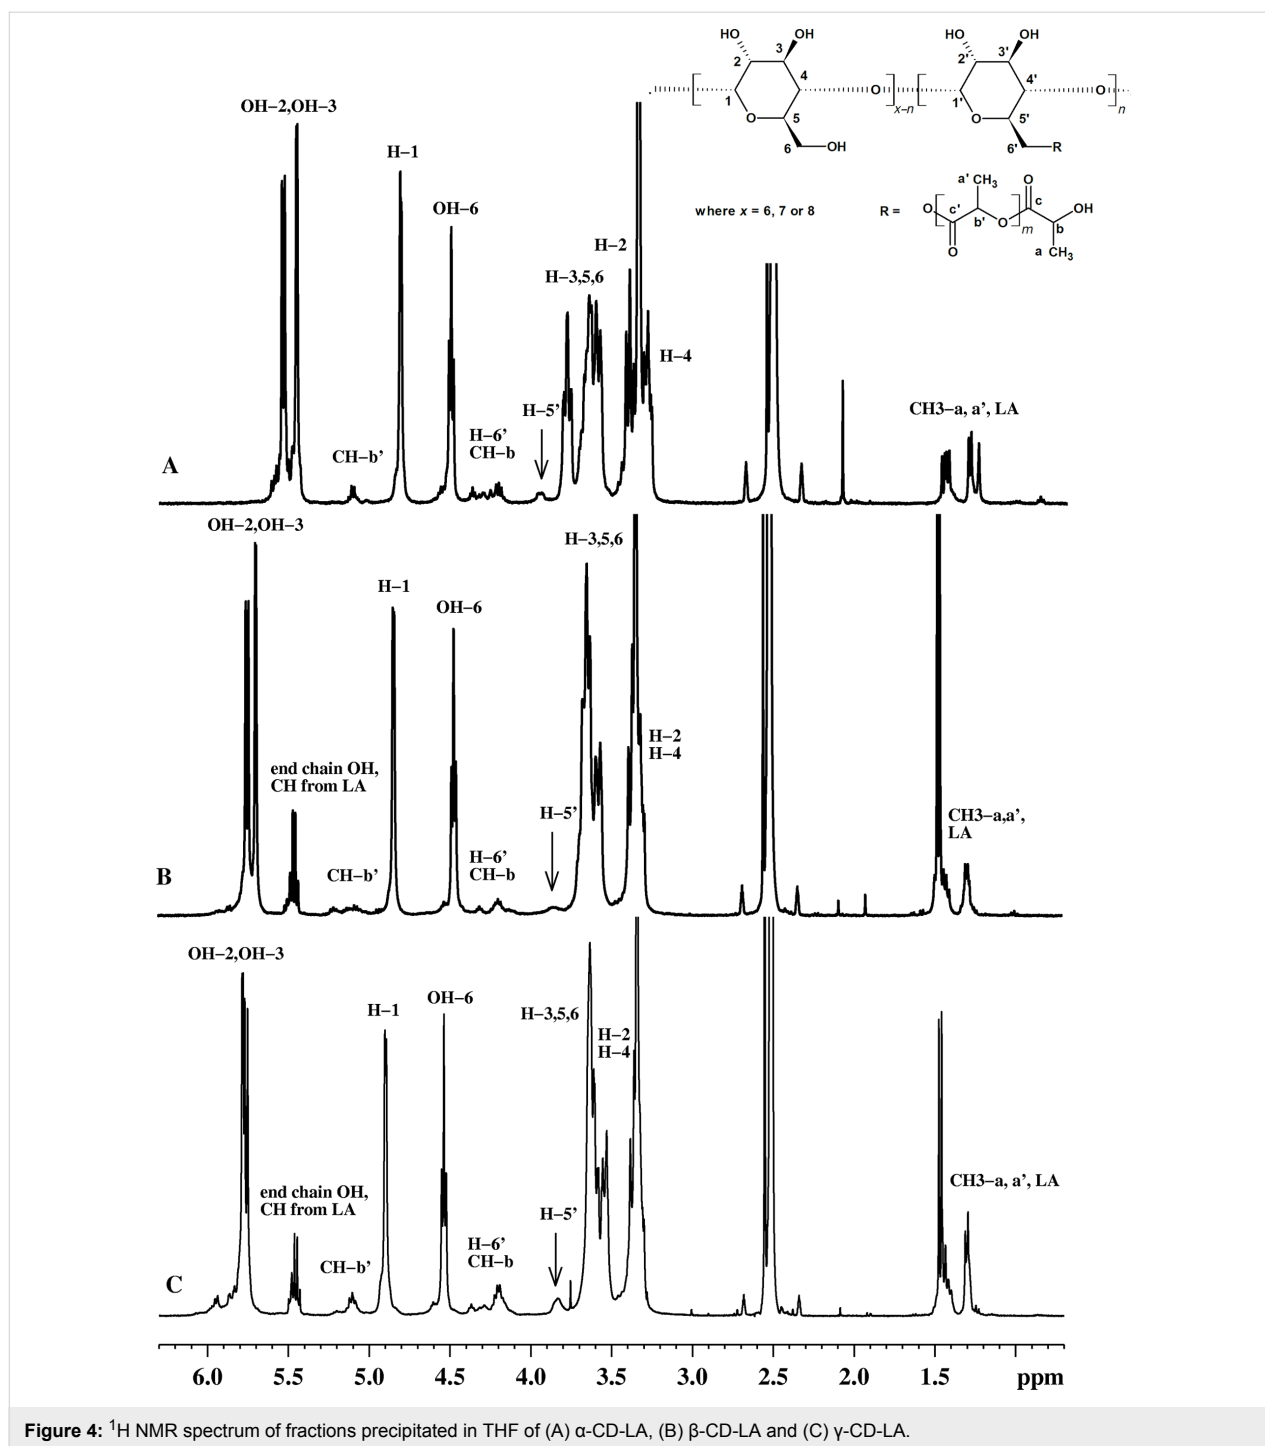 HO
OH
3
2
4
O
1
5
O
6
OH
x–n
HO
OH
3'
2'
4'
O
1'
5'
O
6'
R
n
where x = 6, 7 or 8
R =
a' CH3
O
O
c'
c
OH
b'
O
m
b
O
a CH3
OH–2,OH–3
H–1
OH–6
H–2
H–3,5,6
H–4
H–5’
CH3–a, a’, LA
H–6’
CH–b
CH–b’
A
OH–2,OH–3
H–3,5,6
H–1
OH–6
H–2
H–4
end chain OH,
CH from LA
H–5’
CH3–a,a’,
LA
H–6’
CH–b
CH–b’
B
OH–2,OH–3
H–1
OH–6
H–3,5,6
H–2
H–4
end chain OH,
CH from LA
CH3–a, a’, LA
H–5’
H–6’
CH–b
CH–b’
C
6.0 5.5 5.0 4.5 4.0 3.5 3.0 2.5 2.0 1.5 ppm
Figure 4: 1H NMR spectrum of fractions precipitated in THF of (A) α-CD-LA, (B) β-CD-LA and (C) γ-CD-LA.